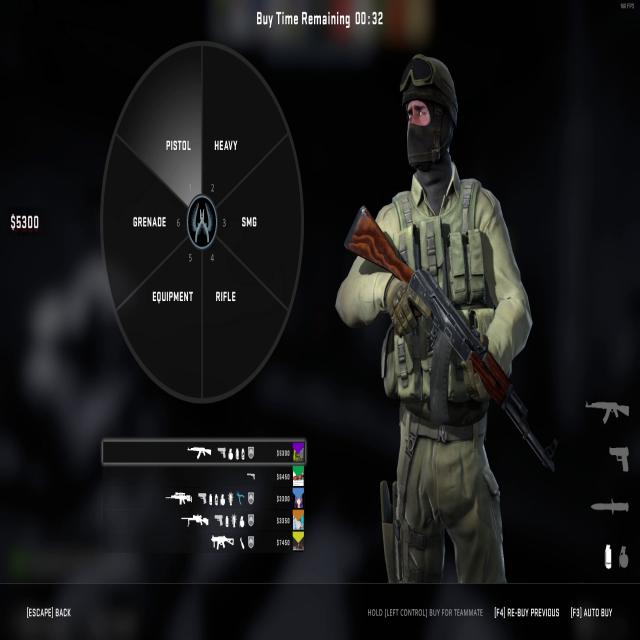 Buy Time Remaining 00:32
PISTOL
HEAVY
1
2
$5300
GRENADE
6
3
SMG
5
4
EQUIPMENT
RIFLE
$5300
$6450
$3300
$3350
$7450
[ESCAPE] BACK
HOLD [LEFT CONTROL] BUY FOR TEAMMATE
[F4] RE-BUY PREVIOUS
[F3] AUTO BUY